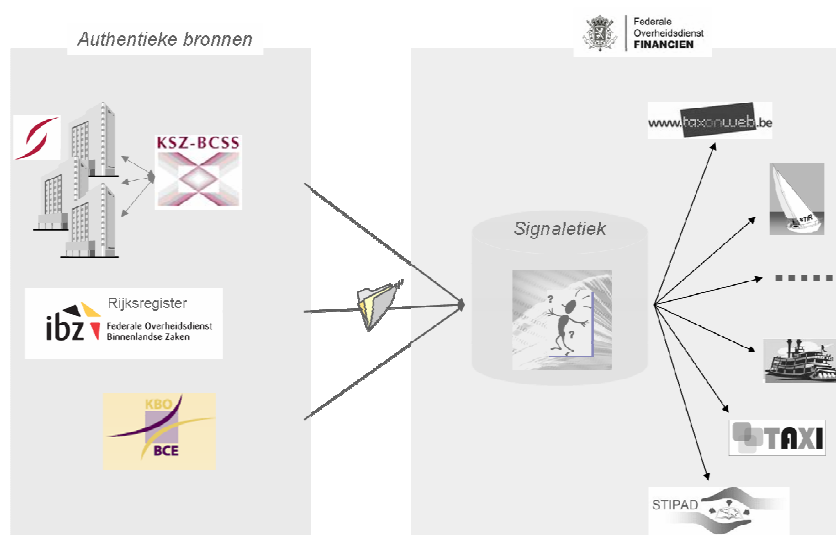 Authentieke bronnen
Federale
Overheidsdienst
FINANCIEN
KSZ-BCSS
www.taxonweb.be
Signaletiek
?
?
Rijksregister
ibz
Federale Overheidsdienst
Binnenlandse Zaken
KBO
BCE
TAXI
STIPAD